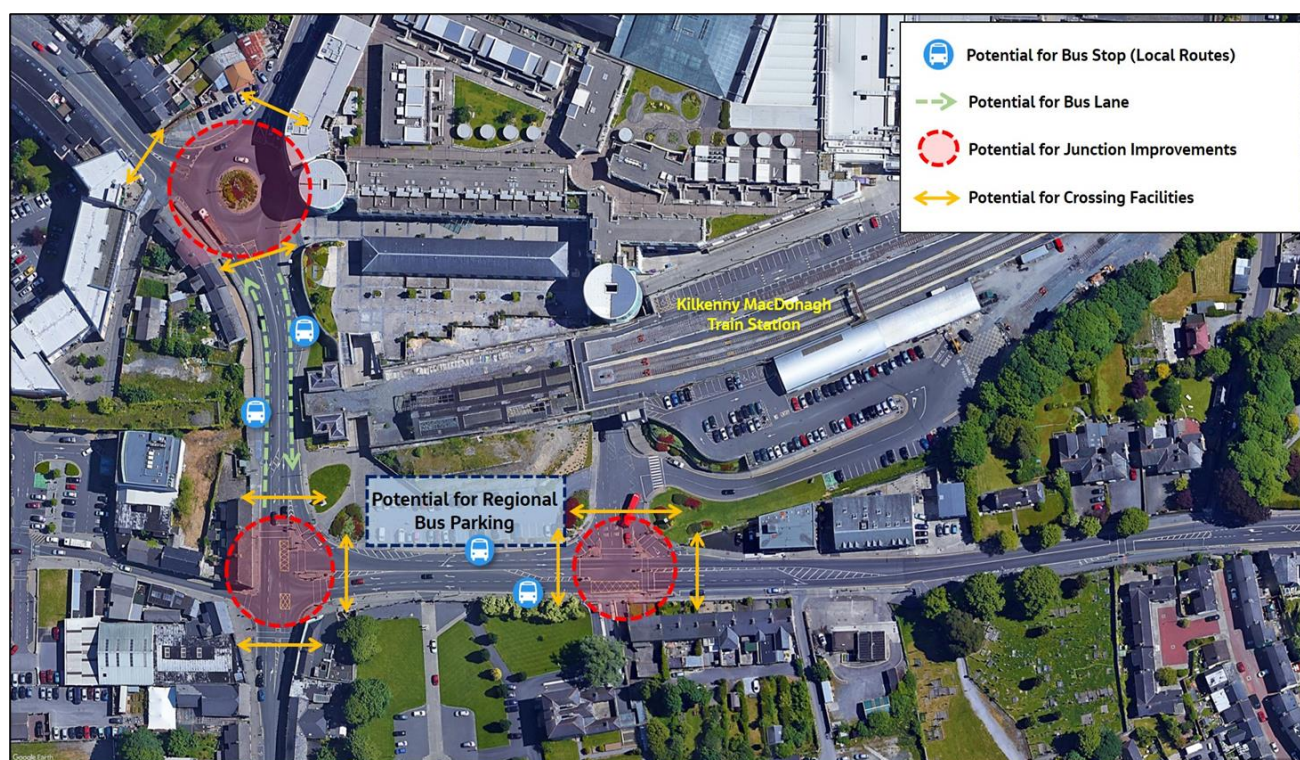 Potential for Bus Stop (Local Routes)
Potential for Bus Lane
Potential for Junction Improvements
Potential for Crossing Facilities
Kilkenny MacDonagh
Train Station
Potential for Regional
Bus Parking
Google Earth